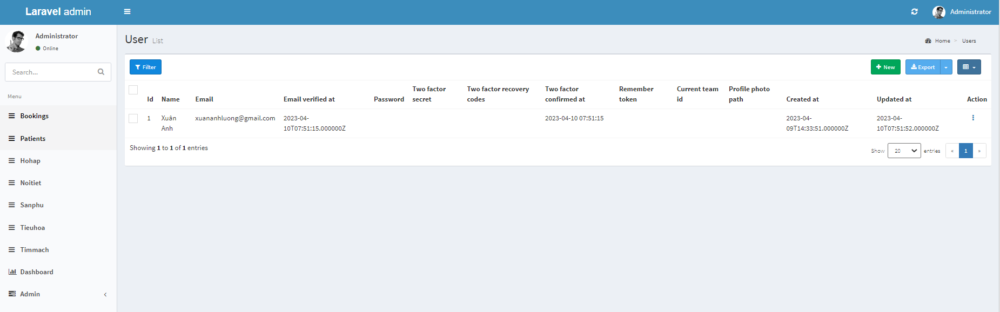 Laravel admin
Administrator
Administrator
Online
Search...
Menu
Bookings
Patients
Hohap
Noitiet
Sanphu
Tieuhoa
Timmach
Dashboard
Admin
User List
Home > Users
Filter
New
Export
Id Name Email Email verified at Password Two factor secret Two factor recovery codes Two factor confirmed at Remember token Current team id Profile photo path Created at Updated at Action
1 Xuân Anh xuananhluong@gmail.com 2023-04-10T07:51:15.000000Z 2023-04-10 07:51:15 2023-04-09T14:33:51.000000Z 2023-04-10T07:51:52.000000Z
Showing 1 to 1 of 1 entries
Show 20 entries « 1 »